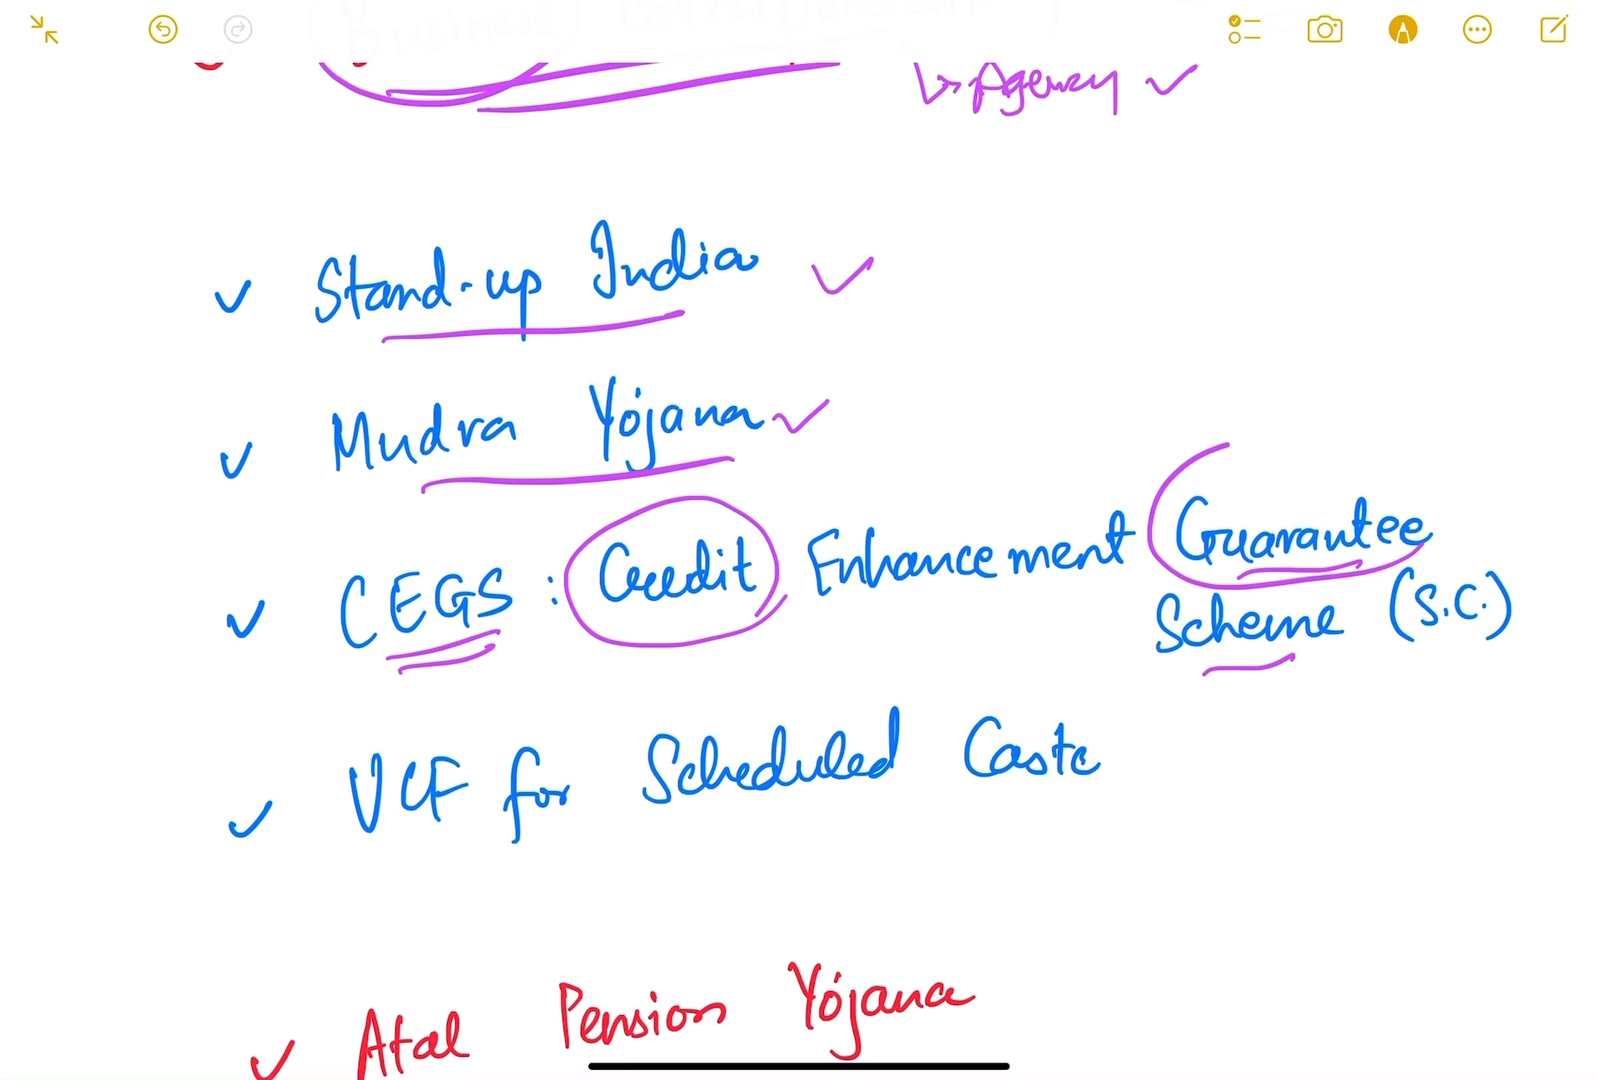 ↳ Agency ✓
✓ Stand-up India ✓
✓ Mudra Yojana ✓
✓ CEGS : Credit Enhancement Guarantee
Scheme (S.C.)
✓ VCF for Scheduled Caste
✓ Atal Pension Yojana